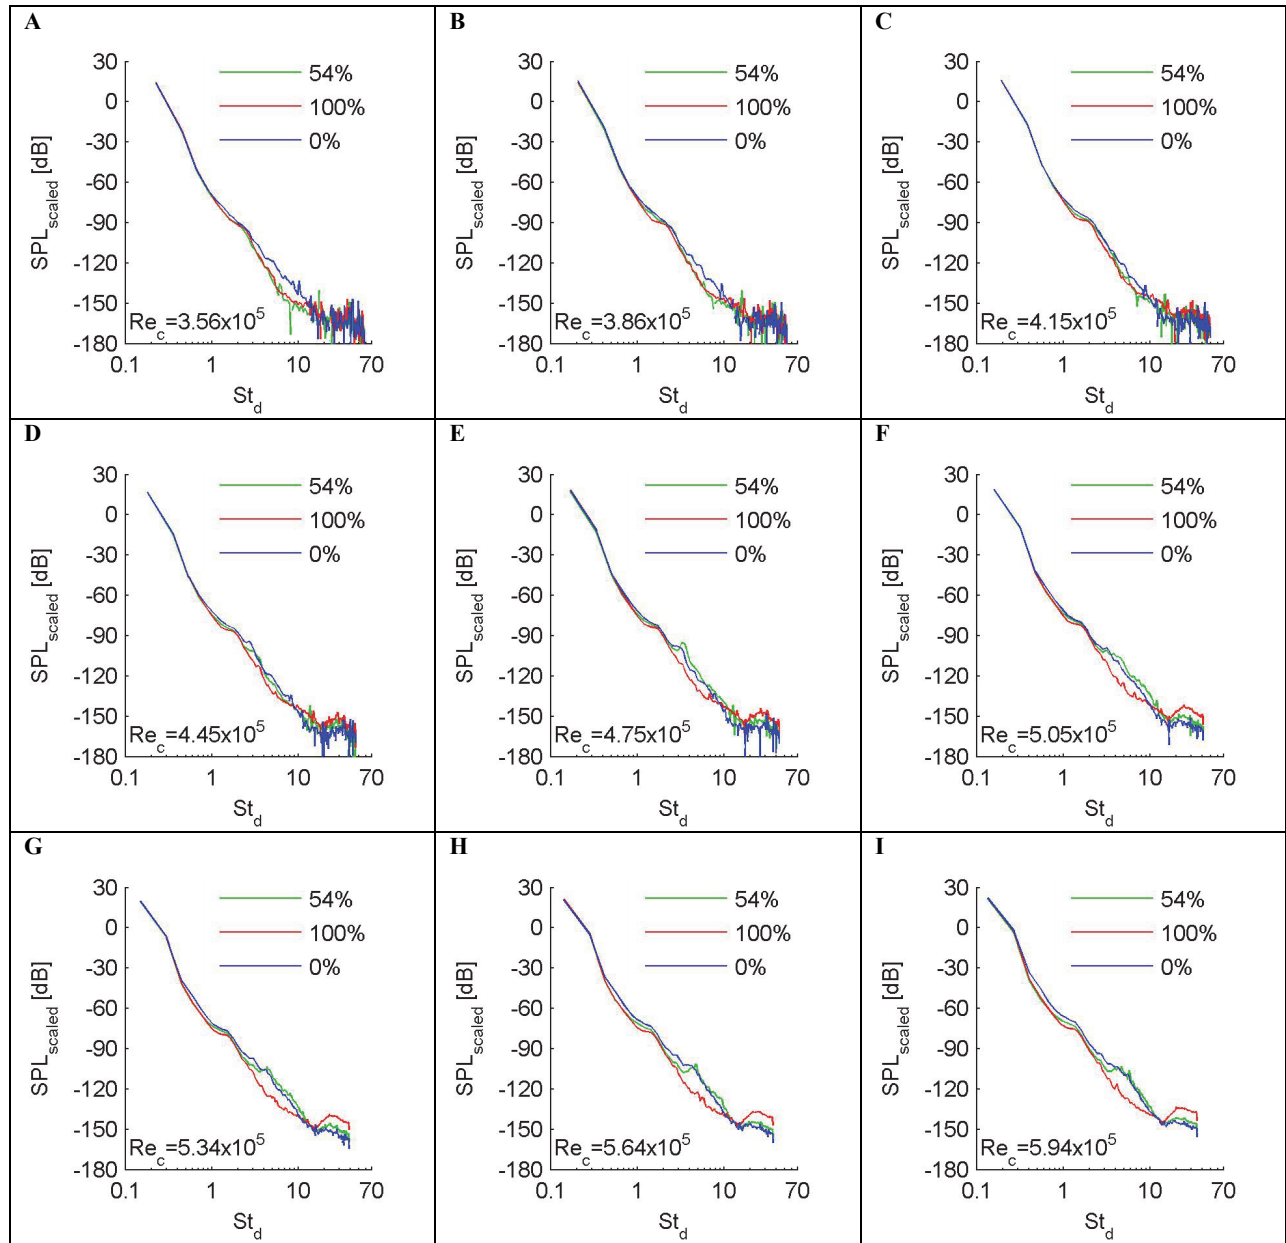 A
30
0
-30
-60
-90
-120
-150
-180
SPL_scaled [dB]
54%
100%
0%
Re_c=3.56x10^5
0.1 1 10 70
St_d
B
30
0
-30
-60
-90
-120
-150
-180
SPL_scaled [dB]
54%
100%
0%
Re_c=3.86x10^5
0.1 1 10 70
St_d
C
30
0
-30
-60
-90
-120
-150
-180
SPL_scaled [dB]
54%
100%
0%
Re_c=4.15x10^5
0.1 1 10 70
St_d
D
30
0
-30
-60
-90
-120
-150
-180
SPL_scaled [dB]
54%
100%
0%
Re_c=4.45x10^5
0.1 1 10 70
St_d
E
30
0
-30
-60
-90
-120
-150
-180
SPL_scaled [dB]
54%
100%
0%
Re_c=4.75x10^5
0.1 1 10 70
St_d
F
30
0
-30
-60
-90
-120
-150
-180
SPL_scaled [dB]
54%
100%
0%
Re_c=5.05x10^5
0.1 1 10 70
St_d
G
30
0
-30
-60
-90
-120
-150
-180
SPL_scaled [dB]
54%
100%
0%
Re_c=5.34x10^5
0.1 1 10 70
St_d
H
30
0
-30
-60
-90
-120
-150
-180
SPL_scaled [dB]
54%
100%
0%
Re_c=5.64x10^5
0.1 1 10 70
St_d
I
30
0
-30
-60
-90
-120
-150
-180
SPL_scaled [dB]
54%
100%
0%
Re_c=5.94x10^5
0.1 1 10 70
St_d